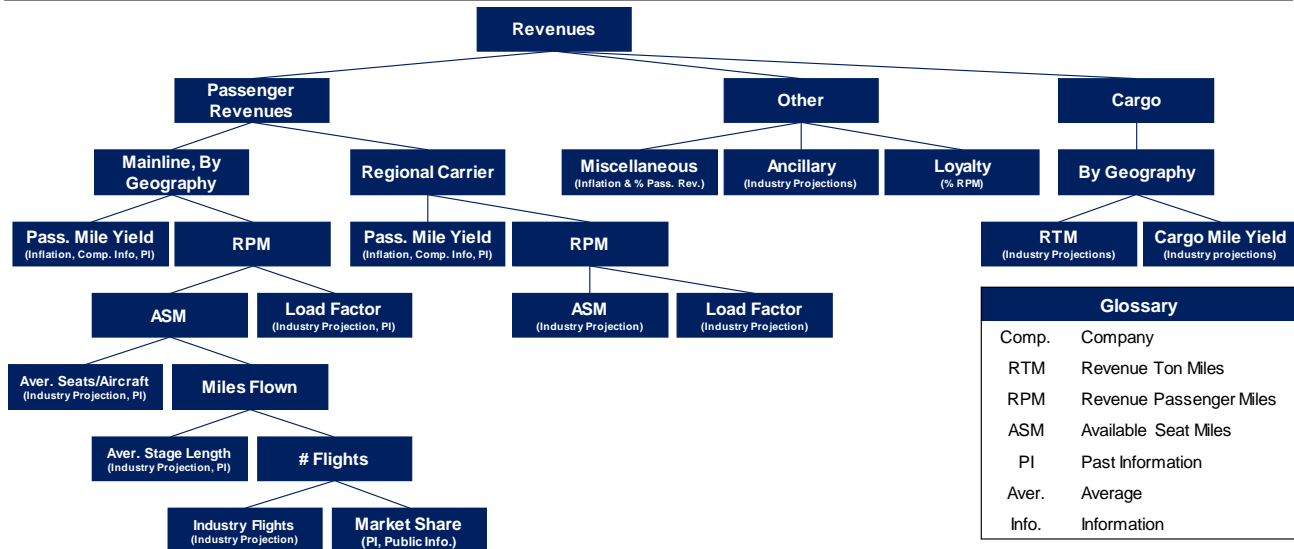 Revenues
Passenger
Revenues
Other
Cargo
Mainline, By
Geography
Regional Carrier
Miscellaneous
(Inflation & % Pass. Rev.)
Ancillary
(Industry Projections)
Loyalty
(% RPM)
By Geography
Pass. Mile Yield
(Inflation, Comp. Info, PI)
RPM
Pass. Mile Yield
(Inflation, Comp. Info, PI)
RPM
RTM
(Industry Projections)
Cargo Mile Yield
(Industry projections)
ASM
Load Factor
(Industry Projection, PI)
ASM
(Industry Projection)
Load Factor
(Industry Projection)
Aver. Seats/Aircraft
(Industry Projection, PI)
Miles Flown
Aver. Stage Length
(Industry Projection, PI)
# Flights
Industry Flights
(Industry Projection)
Market Share
(PI, Public Info.)
Glossary
Comp. Company
RTM Revenue Ton Miles
RPM Revenue Passenger Miles
ASM Available Seat Miles
PI Past Information
Aver. Average
Info. Information